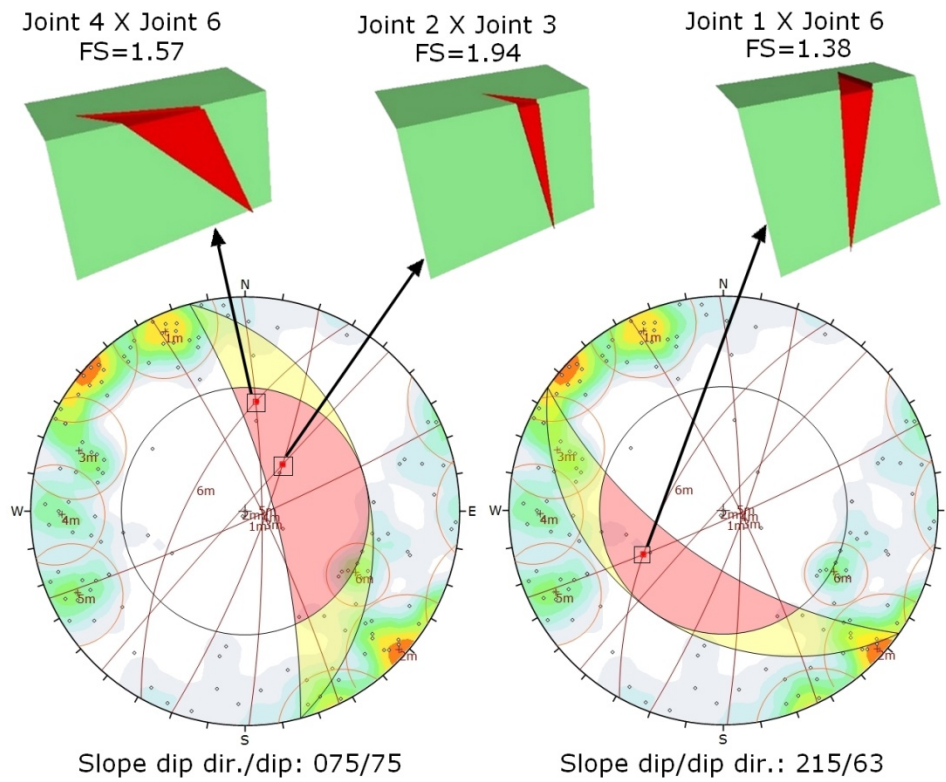 Joint 4 X Joint 6
FS=1.57
Joint 2 X Joint 3
FS=1.94
Joint 1 X Joint 6
FS=1.38
N
1m
3m
6m
W
4m
E
1m
6m
5m
2m
S
Slope dip dir./dip: 075/75
N
1m
3m
6m
W
4m
E
1m
6m
5m
2m
S
Slope dip/dip dir.: 215/63